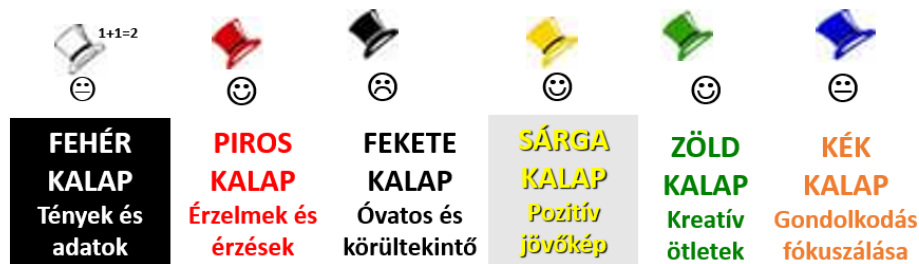 1+1=2
FEHÉR
KALAP
Tények és
adatok
PIROS
KALAP
Érzelmek és
érzések
FEKETE
KALAP
Óvatos és
körültekintő
SÁRGA
KALAP
Pozitív
jövőkép
ZÖLD
KALAP
Kreatív
ötletek
KÉK
KALAP
Gondolkodás
fókuszálása